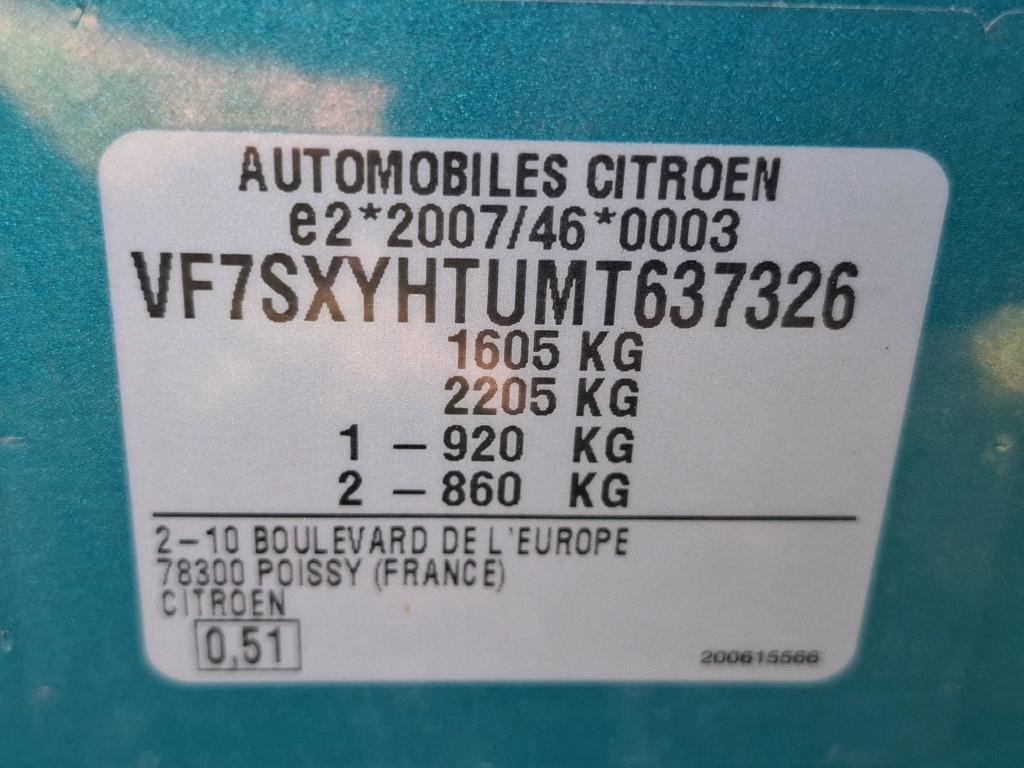 AUTOMOBILES CITROEN
e2*2007/46*0003
VF7SXYHTUMT637326
1605 KG
2205 KG
1 – 920 KG
2 – 860 KG
2–10 BOULEVARD DE L'EUROPE
78300 POISSY (FRANCE)
CITROEN
0,51
200615566